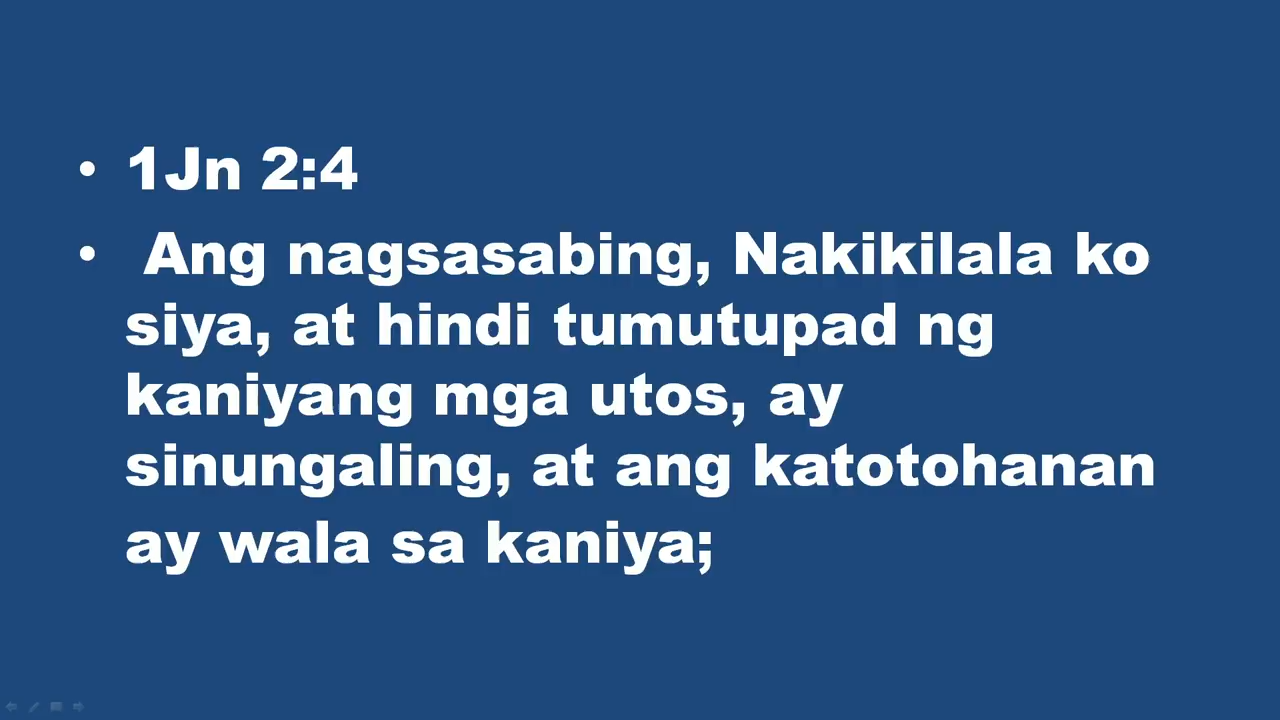 • 1Jn 2:4
• Ang nagsasabing, Nakikilala ko
siya, at hindi tumutupad ng
kaniyang mga utos, ay
sinungaling, at ang katotohanan
ay wala sa kaniya;